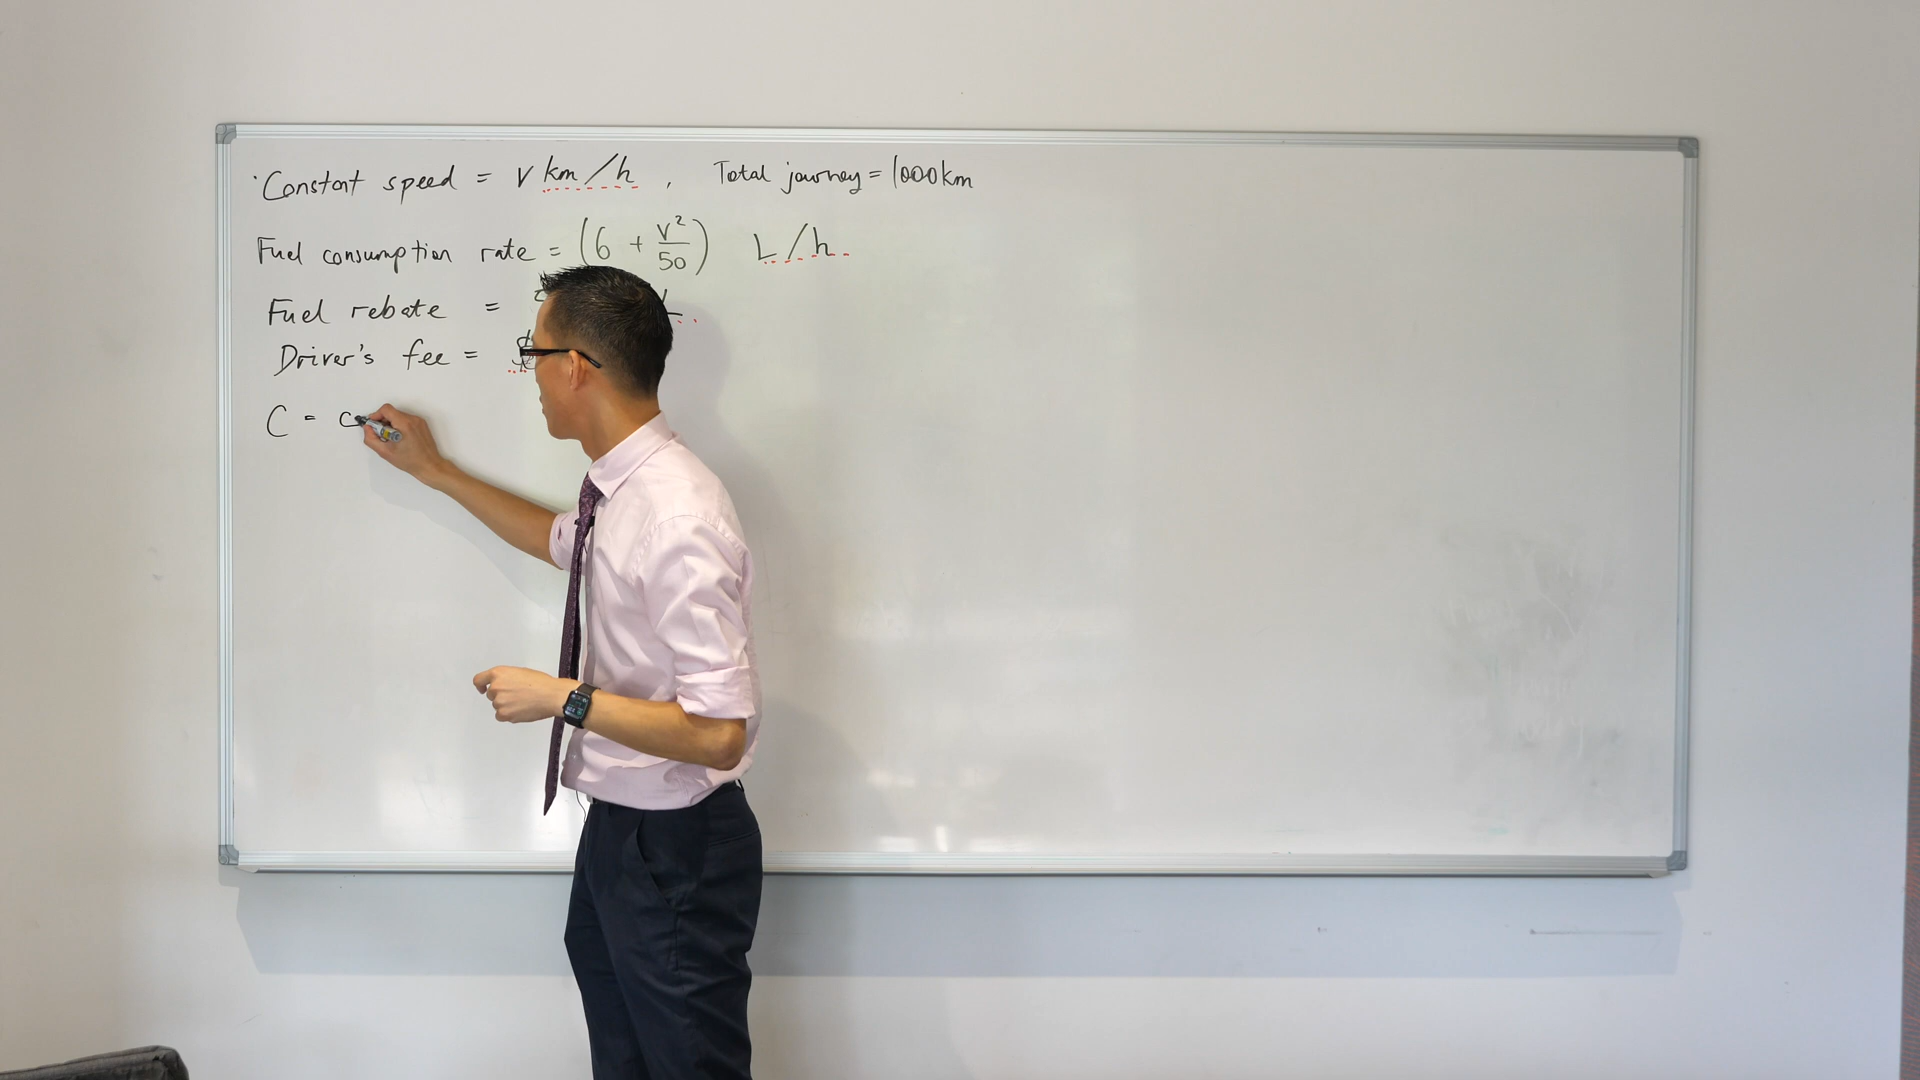 Constant speed = v km/h , Total journey = 1000km
Fuel consumption rate = (6 + v²/50) L/h
Fuel rebate =
Driver's fee = $
C =